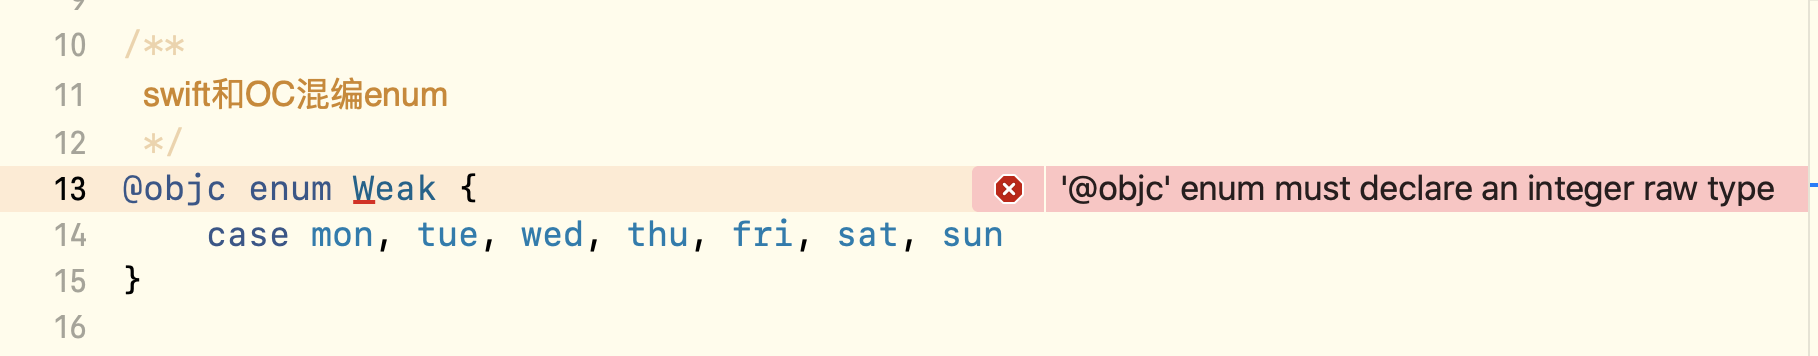 9
10 /**
11 swift和OC混编enum
12 */
13 @objc enum Weak { '@objc' enum must declare an integer raw type
14 case mon, tue, wed, thu, fri, sat, sun
15 }
16